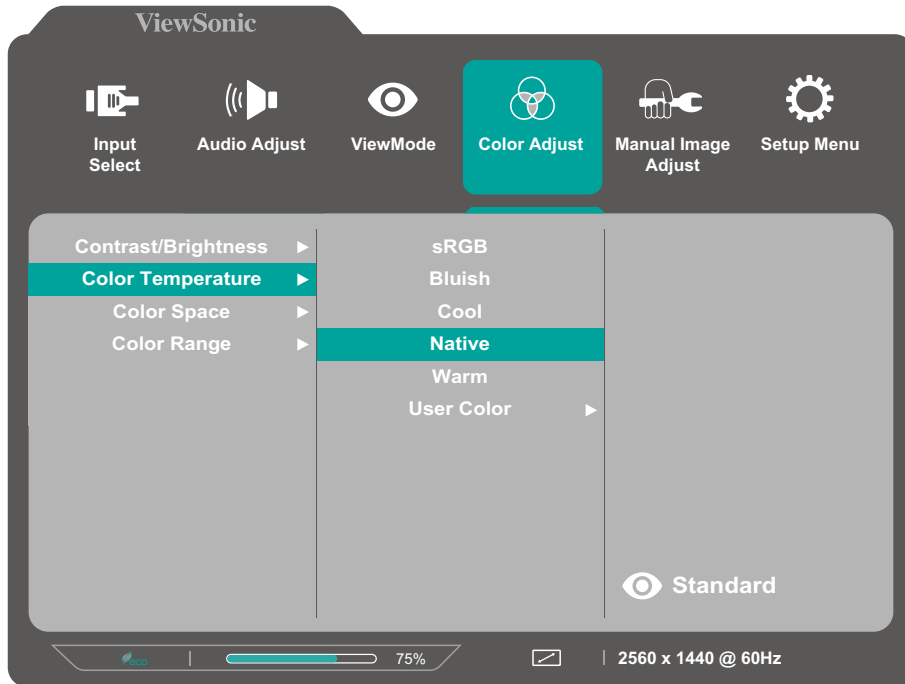 ViewSonic
Input
Select
Audio Adjust
ViewMode
Color Adjust
Manual Image
Adjust
Setup Menu
Contrast/Brightness
Color Temperature
Color Space
Color Range
sRGB
Bluish
Cool
Native
Warm
User Color
Standard
eco
75%
2560 x 1440 @ 60Hz